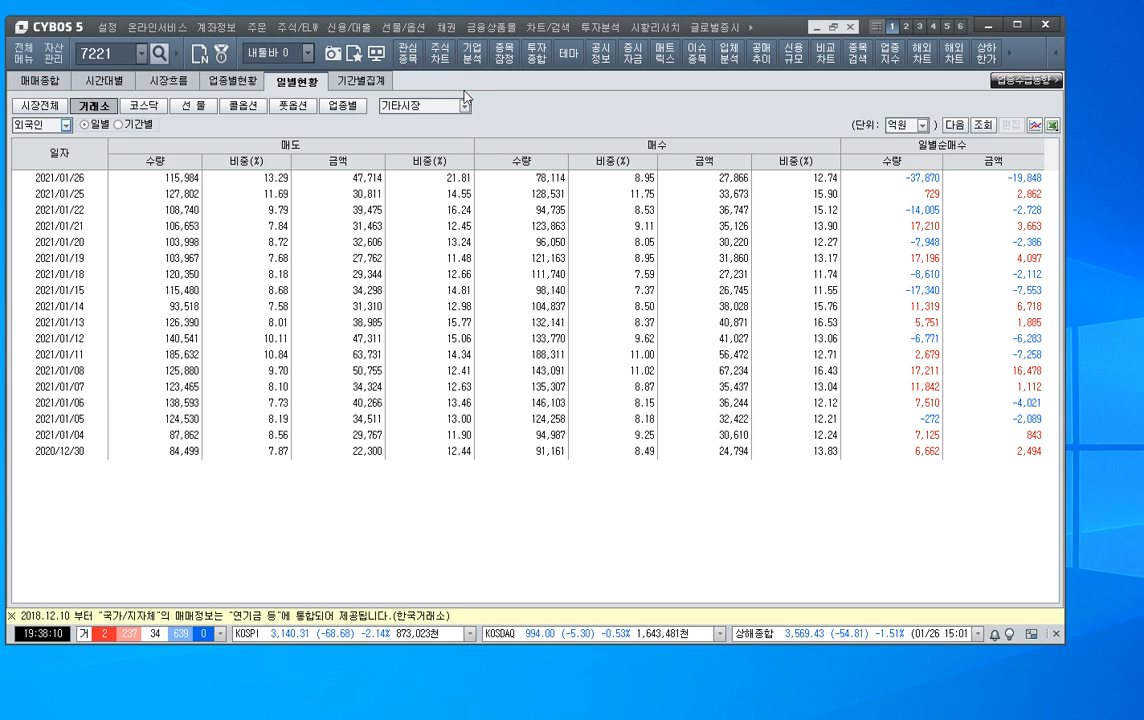 CYBOS 5 설정 온라인서비스 계좌정보 주문 주식/ELW 신용/대출 선물/옵션 채권 금융상품몰 차트/검색 투자분석 시황리서치 글로벌증시 1 2 3 4 5 6
전체메뉴 자산관리 7221 내툴바 0 관심종목 주식차트 기업분석 종목잠정 투자종합 테마 공시정보 증시자금 매트릭스 이슈종목 입체분석 공매추이 신용규모 비교차트 종목검색 업종지수 해외차트 해외차트 상하한가
매매종합 시간대별 시장흐름 업종별현황 일별현황 기간별집계 업종수급동향 >
시장전체 거래소 코스닥 선 물 콜옵션 풋옵션 업종별 기타시장
외국인 일별 기간별 (단위: 억원 ) 다음 조회 편집
일자 매도 매수 일별순매수
수량 비중(%) 금액 비중(%) 수량 비중(%) 금액 비중(%) 수량 금액
2021/01/26 115,984 13.29 47,714 21.81 78,114 8.95 27,866 12.74 -37,870 -19,848
2021/01/25 127,802 11.69 30,811 14.55 128,531 11.75 33,673 15.90 729 2,862
2021/01/22 108,740 9.79 39,475 16.24 94,735 8.53 36,747 15.12 -14,005 -2,728
2021/01/21 106,653 7.84 31,463 12.45 123,863 9.11 35,126 13.90 17,210 3,663
2021/01/20 103,998 8.72 32,606 13.24 96,050 8.05 30,220 12.27 -7,948 -2,386
2021/01/19 103,967 7.68 27,762 11.48 121,163 8.95 31,860 13.17 17,196 4,097
2021/01/18 120,350 8.18 29,344 12.66 111,740 7.59 27,231 11.74 -8,610 -2,112
2021/01/15 115,480 8.68 34,298 14.81 98,140 7.37 26,745 11.55 -17,340 -7,553
2021/01/14 93,518 7.58 31,310 12.98 104,837 8.50 38,028 15.76 11,319 6,718
2021/01/13 126,390 8.01 38,985 15.77 132,141 8.37 40,871 16.53 5,751 1,885
2021/01/12 140,541 10.11 47,311 15.06 133,770 9.62 41,027 13.06 -6,771 -6,283
2021/01/11 185,632 10.84 63,731 14.34 188,311 11.00 56,472 12.71 2,679 -7,258
2021/01/08 125,880 9.70 50,755 12.41 143,091 11.02 67,234 16.43 17,211 16,478
2021/01/07 123,465 8.10 34,324 12.63 135,307 8.87 35,437 13.04 11,842 1,112
2021/01/06 138,593 7.73 40,266 13.46 146,103 8.15 36,244 12.12 7,510 -4,021
2021/01/05 124,530 8.19 34,511 13.00 124,258 8.18 32,422 12.21 -272 -2,089
2021/01/04 87,862 8.56 29,767 11.90 94,987 9.25 30,610 12.24 7,125 843
2020/12/30 84,499 7.87 22,300 12.44 91,161 8.49 24,794 13.83 6,662 2,494
※ 2018.12.10 부터 "국가/지자체"의 매매정보는 "연기금 등"에 통합되어 제공됩니다.(한국거래소)
19:38:10 거 2 237 34 639 0 KOSPI 3,140.31 (-68.68) -2.14% 873,023천 KOSDAQ 994.00 (-5.30) -0.53% 1,643,481천 상해종합 3,569.43 (-54.81) -1.51% (01/26 15:01